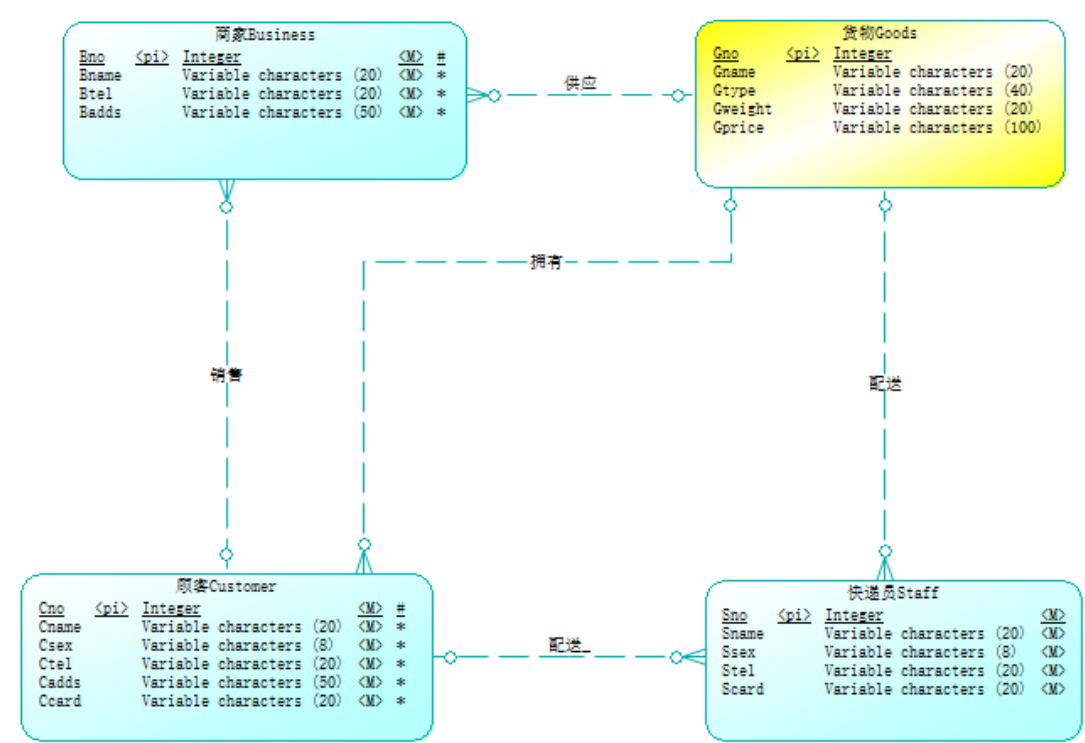 商家Business
Bno <pi> Integer <M> #
Bname Variable characters (20) <M> *
Btel Variable characters (20) <M> *
Badds Variable characters (50) <M> *
供应
货物Goods
Gno <pi> Integer
Gname Variable characters (20)
Gtype Variable characters (40)
Gweight Variable characters (20)
Gprice Variable characters (100)
拥有
销售
配送
顾客Customer
Cno <pi> Integer <M> #
Cname Variable characters (20) <M> *
Csex Variable characters (8) <M> *
Ctel Variable characters (20) <M> *
Cadds Variable characters (50) <M> *
Ccard Variable characters (20) <M> *
配送_
快递员Staff
Sno <pi> Integer <M>
Sname Variable characters (20) <M>
Ssex Variable characters (8) <M>
Stel Variable characters (20) <M>
Scard Variable characters (20) <M>